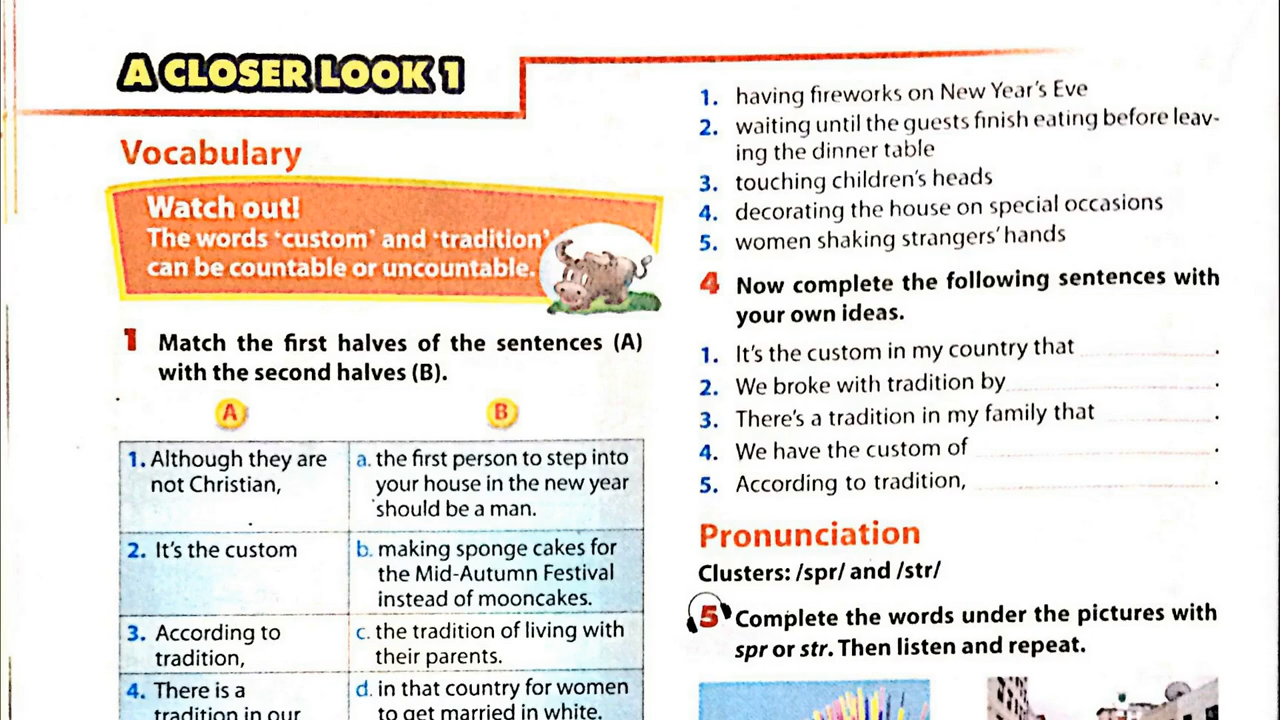 A CLOSER LOOK 1
Vocabulary
Watch out!
The words 'custom' and 'tradition'
can be countable or uncountable.
1 Match the first halves of the sentences (A)
with the second halves (B).
A B
1. Although they are
not Christian,
a. the first person to step into
your house in the new year
should be a man.
2. It's the custom
b. making sponge cakes for
the Mid-Autumn Festival
instead of mooncakes.
3. According to
tradition,
c. the tradition of living with
their parents.
4. There is a
tradition in our
d. in that country for women
to get married in white.
1. having fireworks on New Year's Eve
2. waiting until the guests finish eating before leav-
ing the dinner table
3. touching children's heads
4. decorating the house on special occasions
5. women shaking strangers' hands
4 Now complete the following sentences with
your own ideas.
1. It's the custom in my country that .
2. We broke with tradition by .
3. There's a tradition in my family that .
4. We have the custom of .
5. According to tradition, .
Pronunciation
Clusters: /spr/ and /str/
5 Complete the words under the pictures with
spr or str. Then listen and repeat.